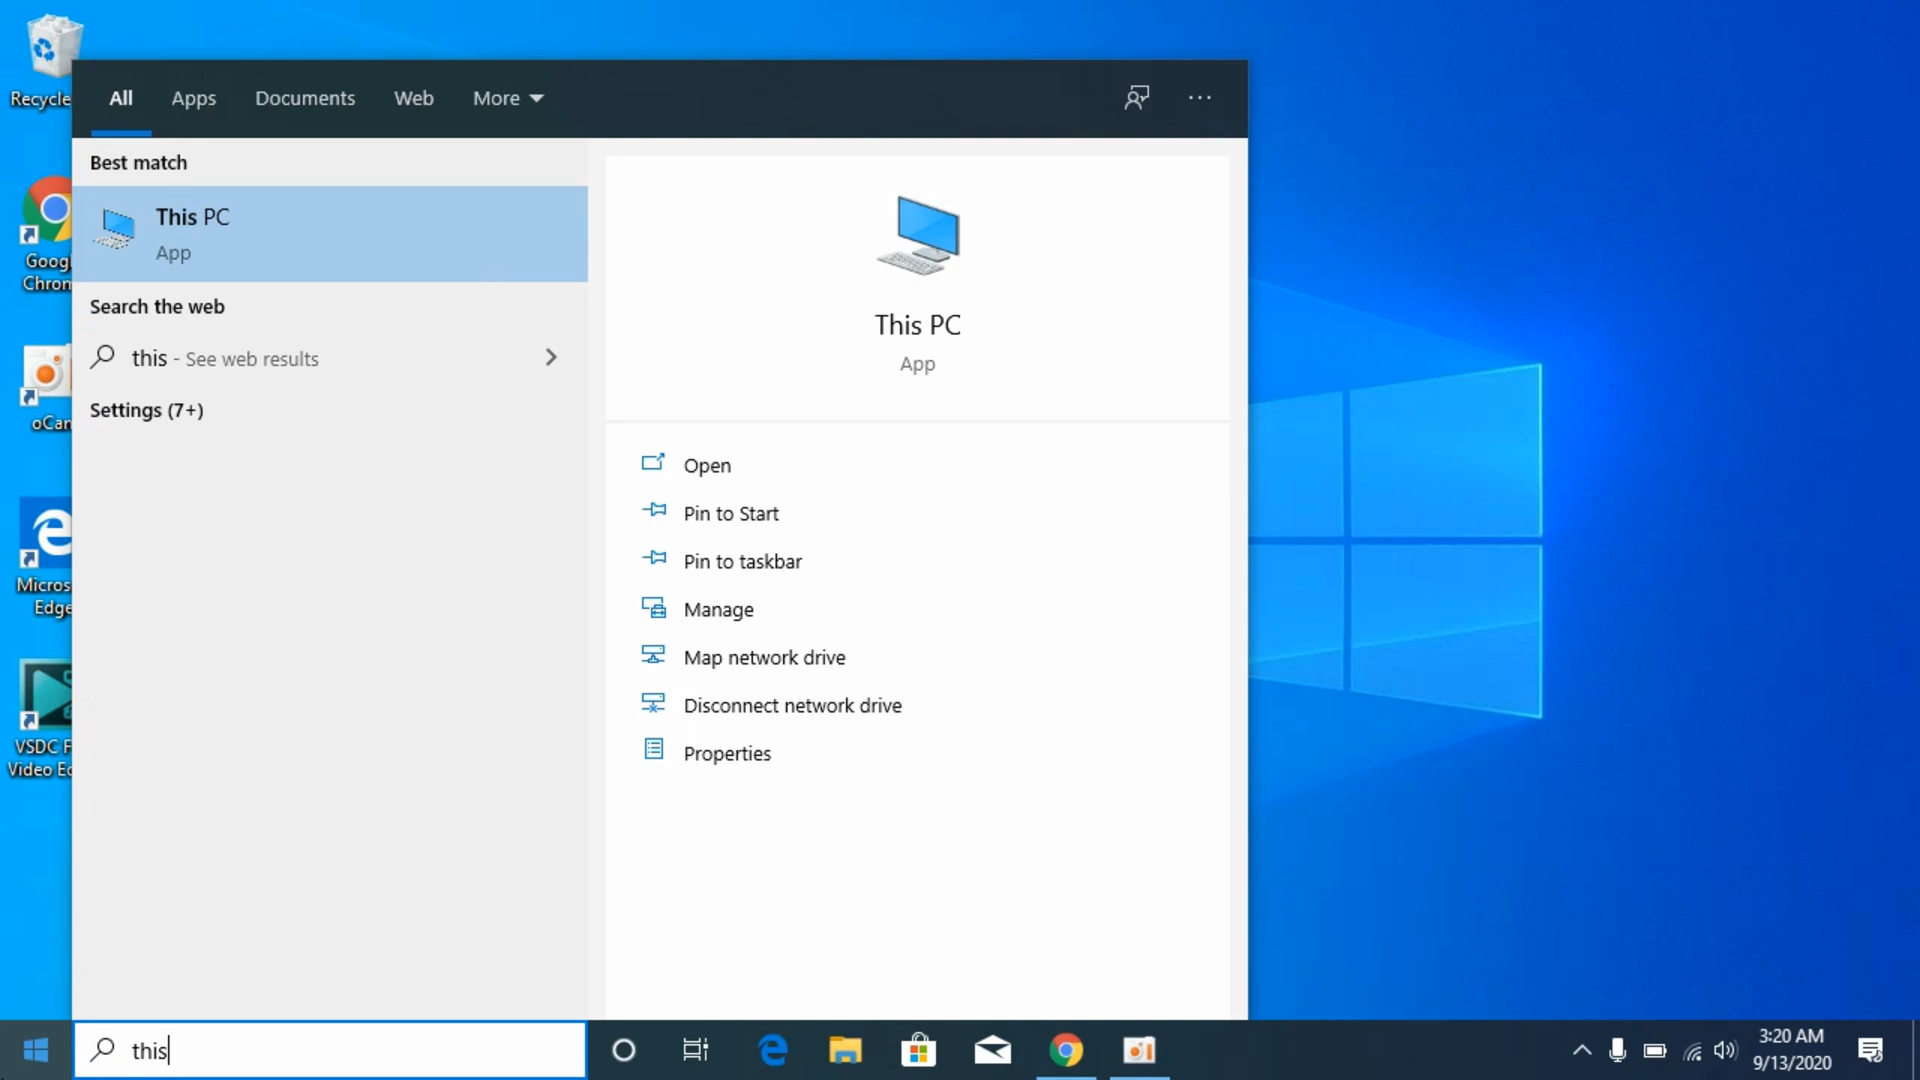 Recycle
Googl
Chron
oCan
Micros
Edge
VSDC F
Video Ed
All Apps Documents Web More
Best match
This PC
App
Search the web
this - See web results
Settings (7+)
This PC
App
Open
Pin to Start
Pin to taskbar
Manage
Map network drive
Disconnect network drive
Properties
this
3:20 AM
9/13/2020